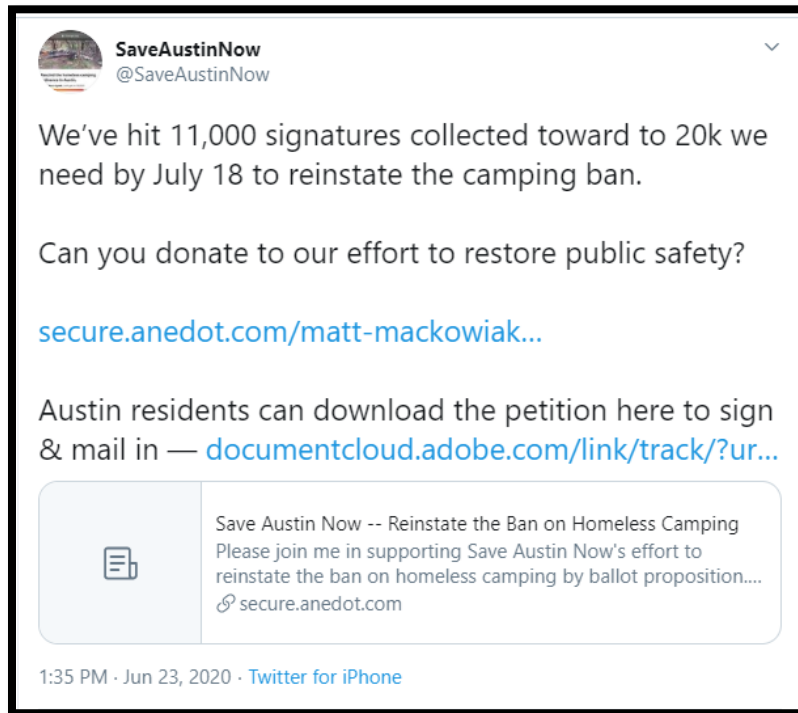 SaveAustinNow
@SaveAustinNow
We've hit 11,000 signatures collected toward to 20k we
need by July 18 to reinstate the camping ban.
Can you donate to our effort to restore public safety?
secure.anedot.com/matt-mackowiak...
Austin residents can download the petition here to sign
& mail in — documentcloud.adobe.com/link/track/?ur...
Save Austin Now -- Reinstate the Ban on Homeless Camping
Please join me in supporting Save Austin Now's effort to
reinstate the ban on homeless camping by ballot proposition....
secure.anedot.com
1:35 PM · Jun 23, 2020 · Twitter for iPhone